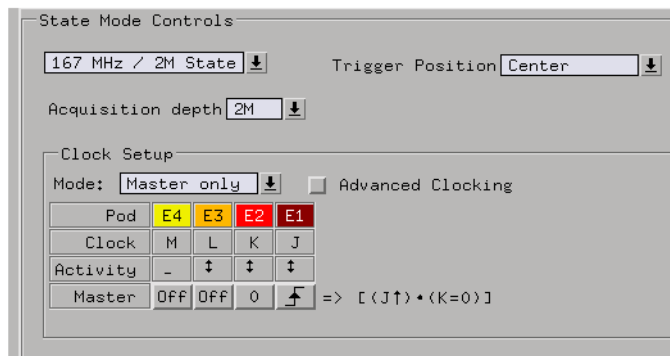 State Mode Controls
167 MHz / 2M State Trigger Position Center
Acquisition depth 2M
Clock Setup
Mode: Master only Advanced Clocking
Pod E4 E3 E2 E1
Clock M L K J
Activity _ ↕ ↕ ↕
Master Off Off 0 => [(J↑)•(K=0)]